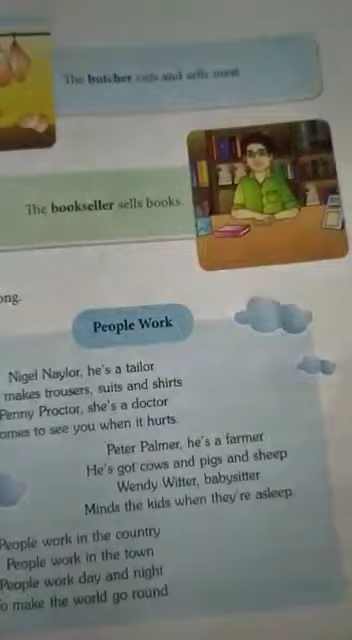 The butcher cuts and sells meat
The bookseller sells books.
ong.
People Work
Nigel Naylor, he's a tailor
makes trousers, suits and shirts
Penny Proctor, she's a doctor
omes to see you when it hurts.
Peter Palmer, he's a farmer
He's got cows and pigs and sheep
Wendy Witter, babysitter
Minds the kids when they're asleep.
People work in the country
People work in the town
People work day and night
o make the world go round